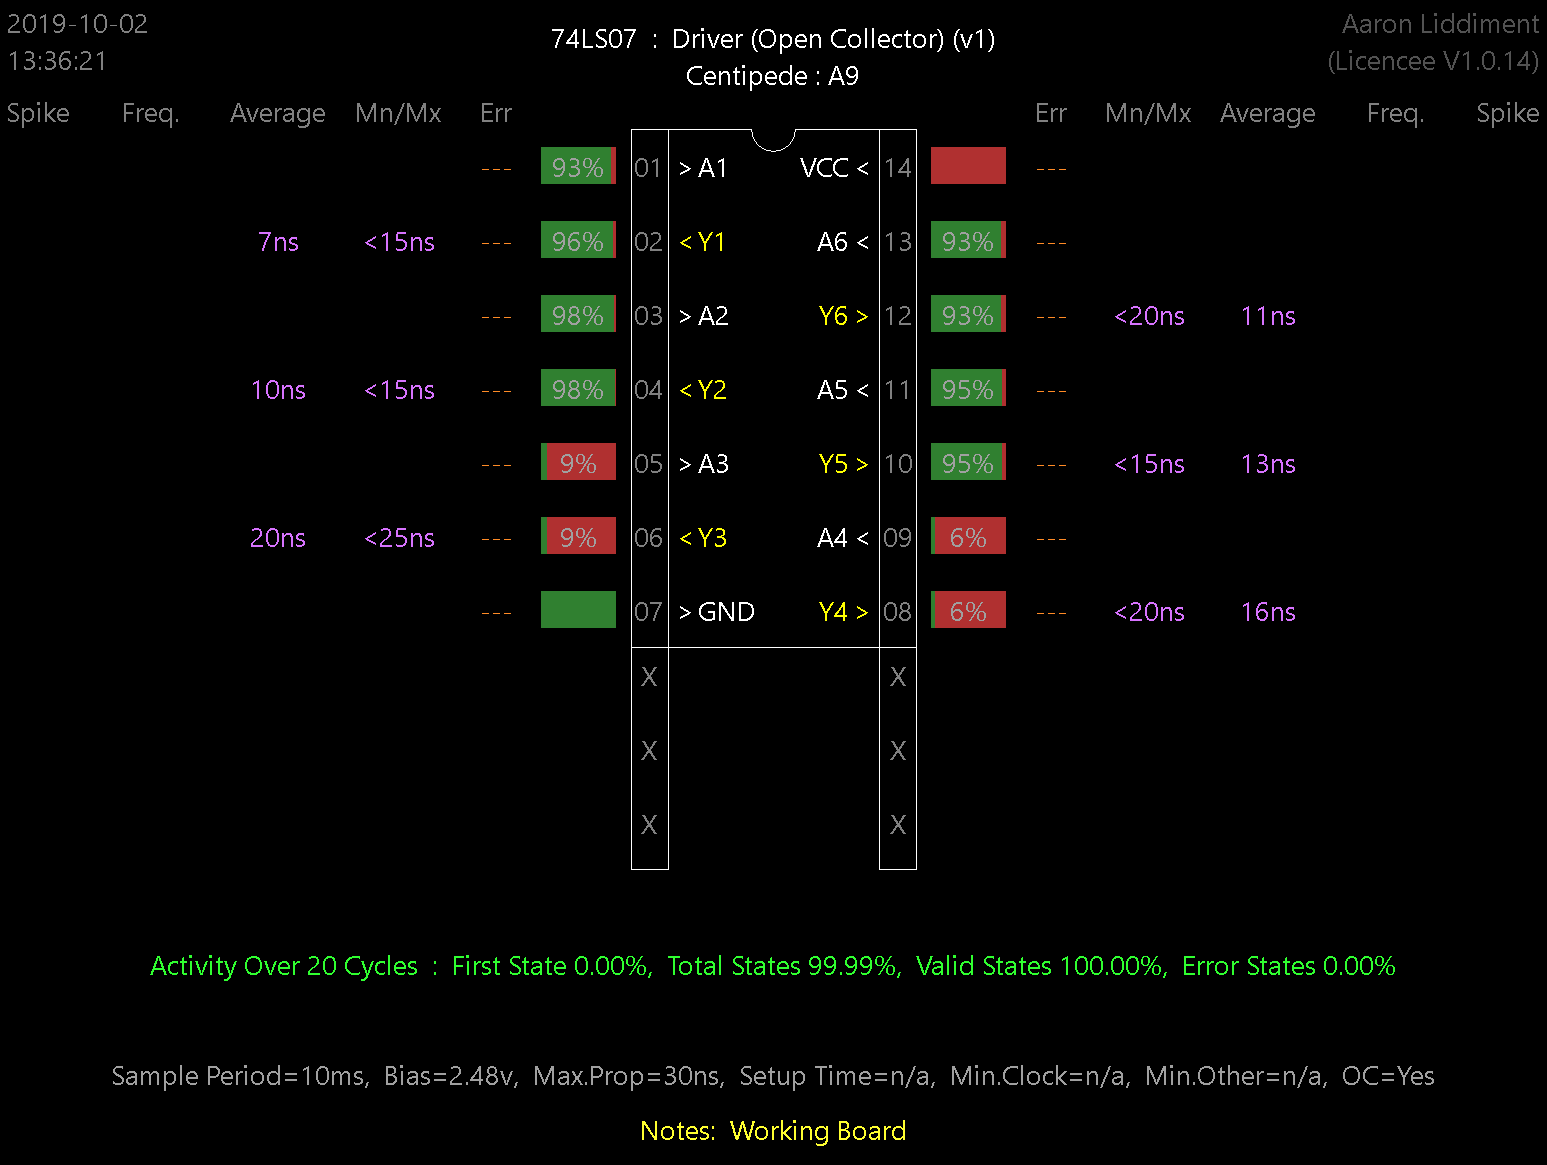 2019-10-02
13:36:21
74LS07 : Driver (Open Collector) (v1)
Centipede : A9
Aaron Liddiment
(Licencee V1.0.14)
Spike Freq. Average Mn/Mx Err Err Mn/Mx Average Freq. Spike
--- 93% 01 > A1 VCC < 14 ---
7ns <15ns --- 96% 02 < Y1 A6 < 13 93% ---
--- 98% 03 > A2 Y6 > 12 93% --- <20ns 11ns
10ns <15ns --- 98% 04 < Y2 A5 < 11 95% ---
--- 9% 05 > A3 Y5 > 10 95% --- <15ns 13ns
20ns <25ns --- 9% 06 < Y3 A4 < 09 6% ---
--- 07 > GND Y4 > 08 6% --- <20ns 16ns
X X
X X
X X
Activity Over 20 Cycles : First State 0.00%, Total States 99.99%, Valid States 100.00%, Error States 0.00%
Sample Period=10ms, Bias=2.48v, Max.Prop=30ns, Setup Time=n/a, Min.Clock=n/a, Min.Other=n/a, OC=Yes
Notes: Working Board